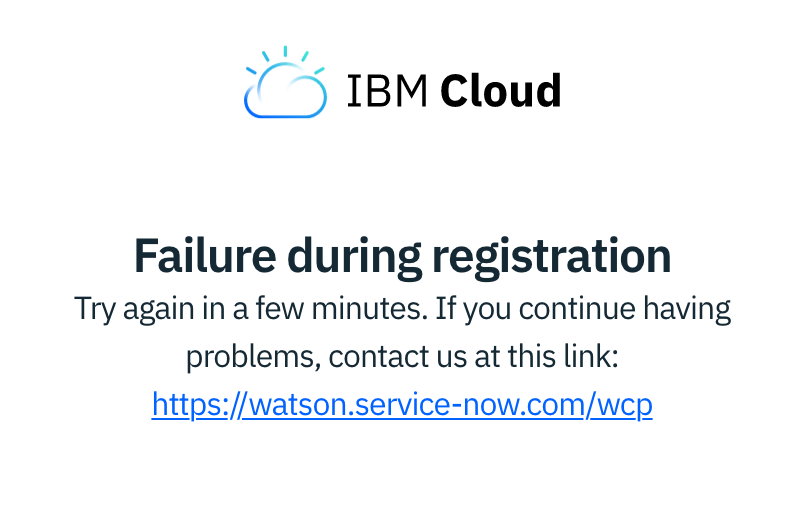 IBM Cloud
Failure during registration
Try again in a few minutes. If you continue having
problems, contact us at this link:
https://watson.service-now.com/wcp